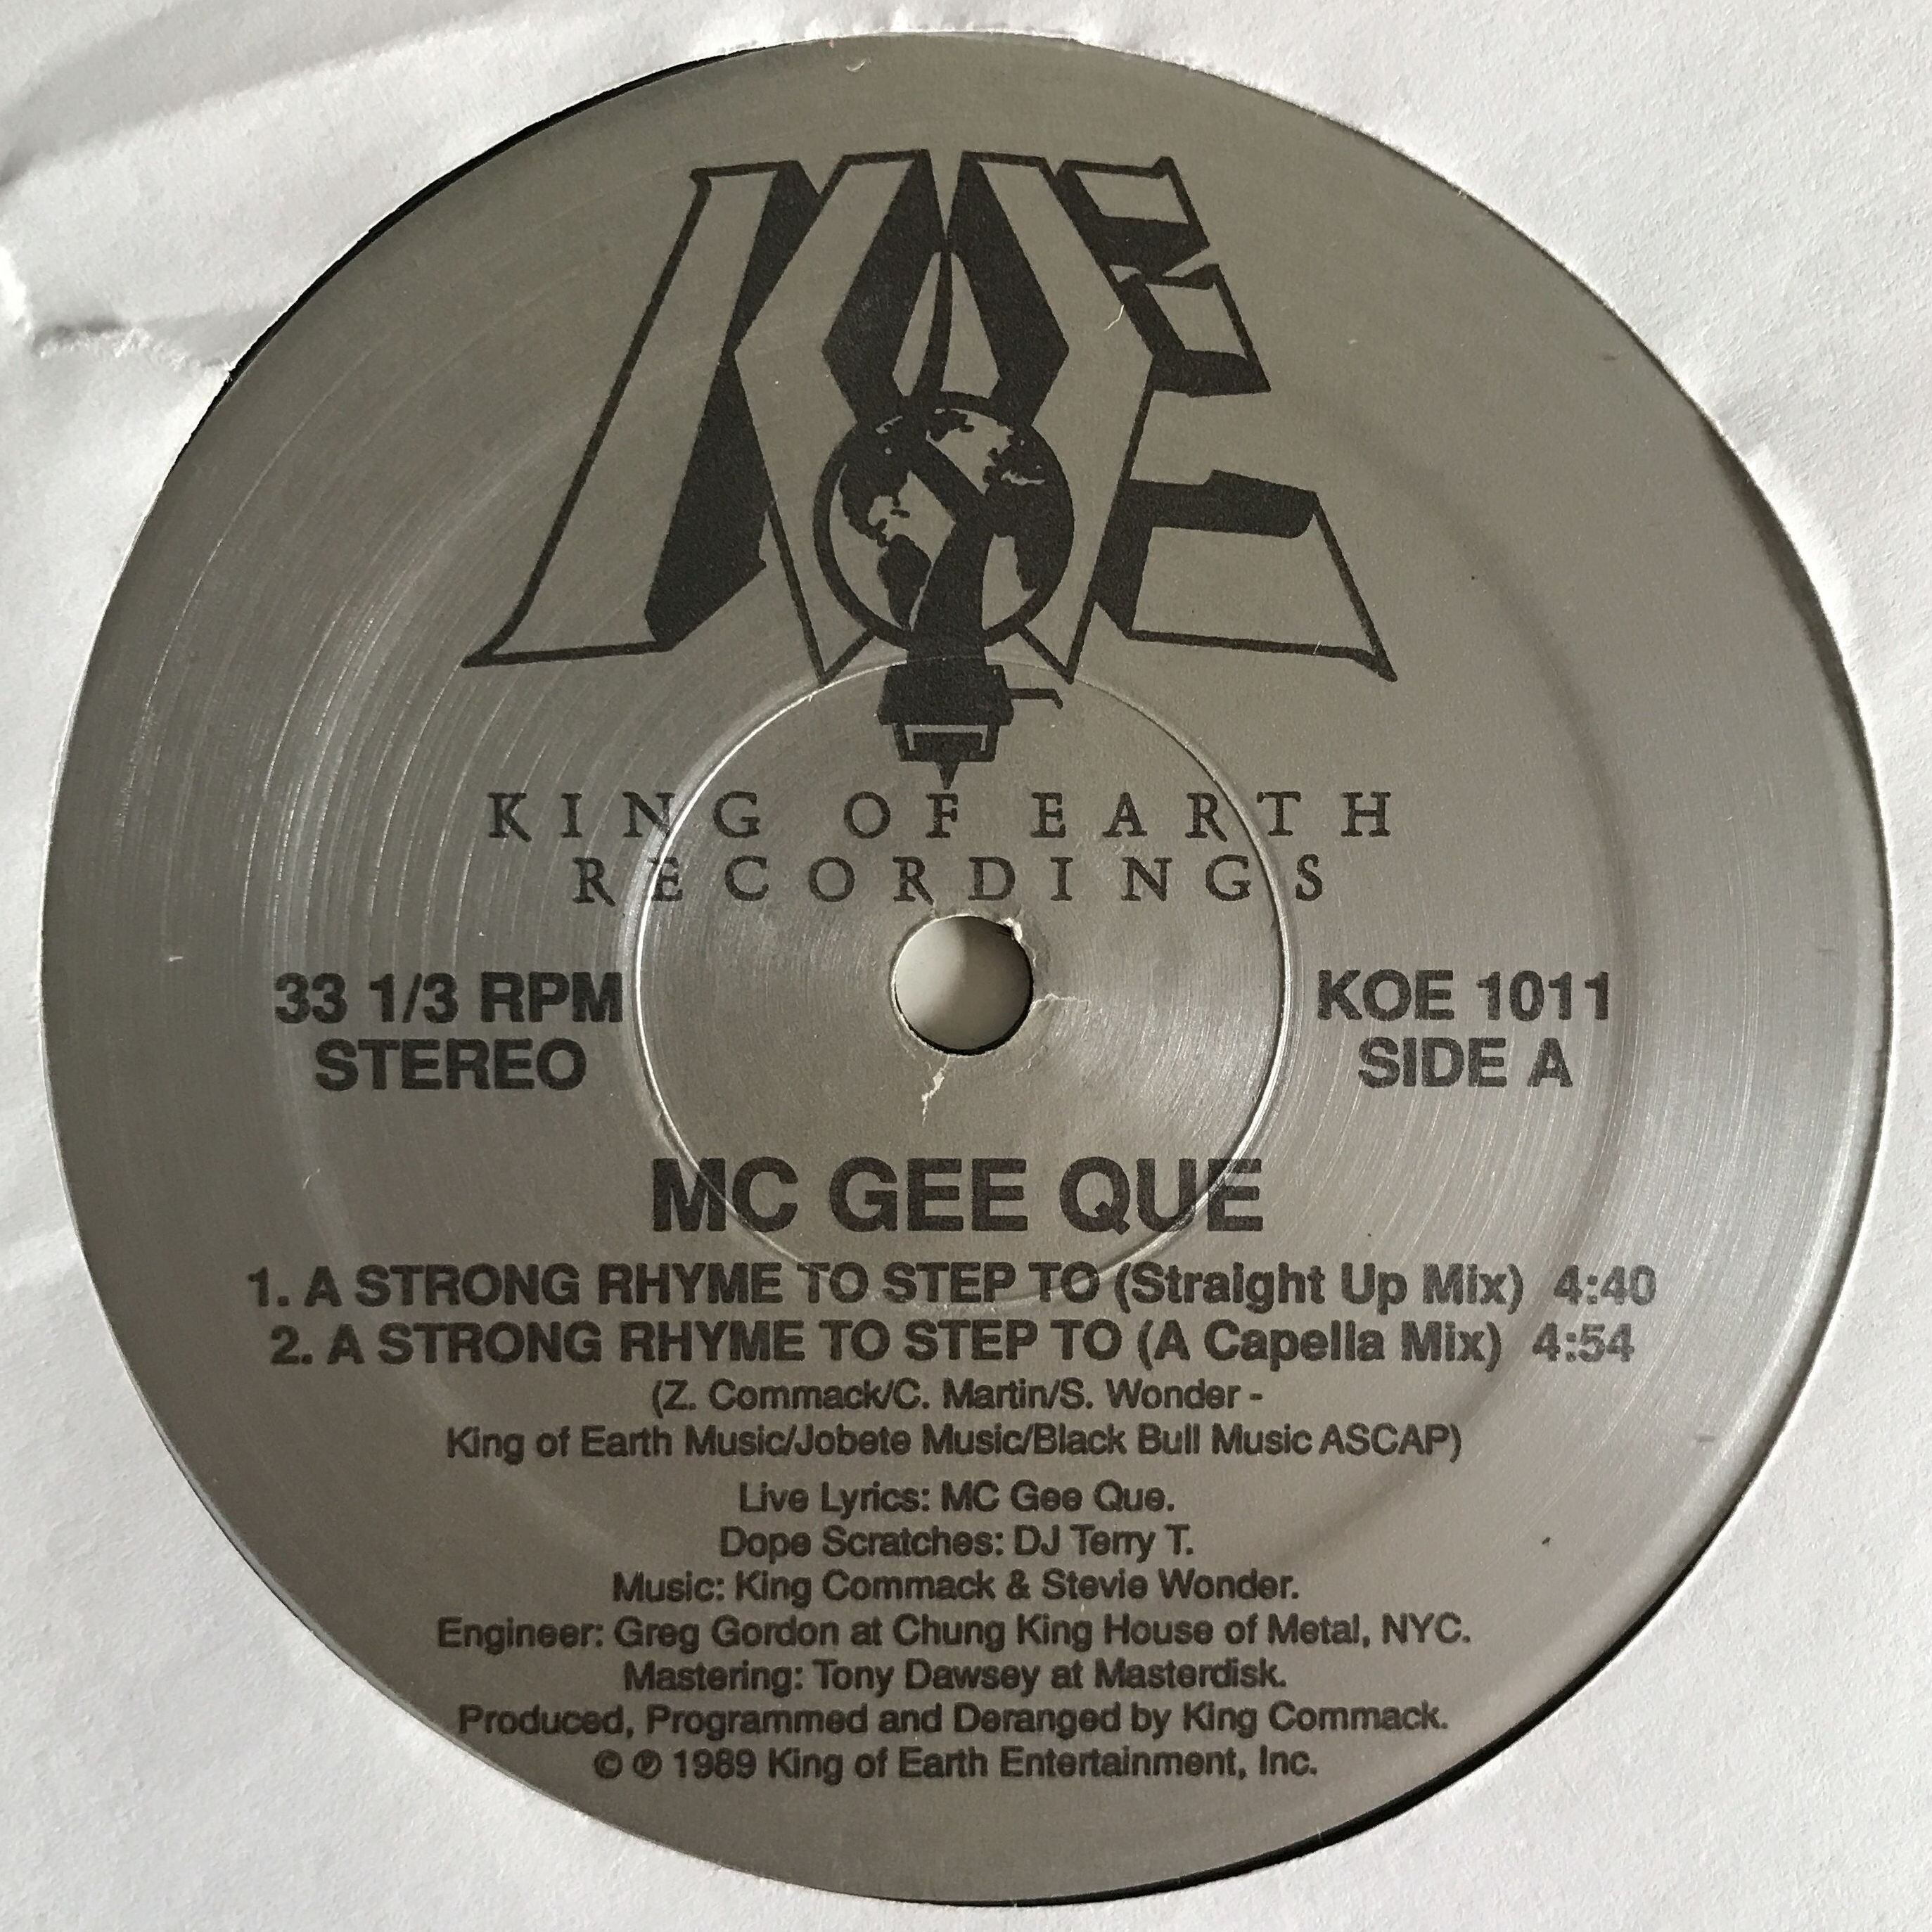 KOE
KING OF EARTH
RECORDINGS
33 1/3 RPM
STEREO
KOE 1011
SIDE A
MC GEE QUE
1. A STRONG RHYME TO STEP TO (Straight Up Mix) 4:40
2. A STRONG RHYME TO STEP TO (A Capella Mix) 4:54
(Z. Commack/C. Martin/S. Wonder -
King of Earth Music/Jobete Music/Black Bull Music ASCAP)
Live Lyrics: MC Gee Que.
Dope Scratches: DJ Terry T.
Music: King Commack & Stevie Wonder.
Engineer: Greg Gordon at Chung King House of Metal, NYC.
Mastering: Tony Dawsey at Masterdisk.
Produced, Programmed and Deranged by King Commack.
© ℗ 1989 King of Earth Entertainment, Inc.